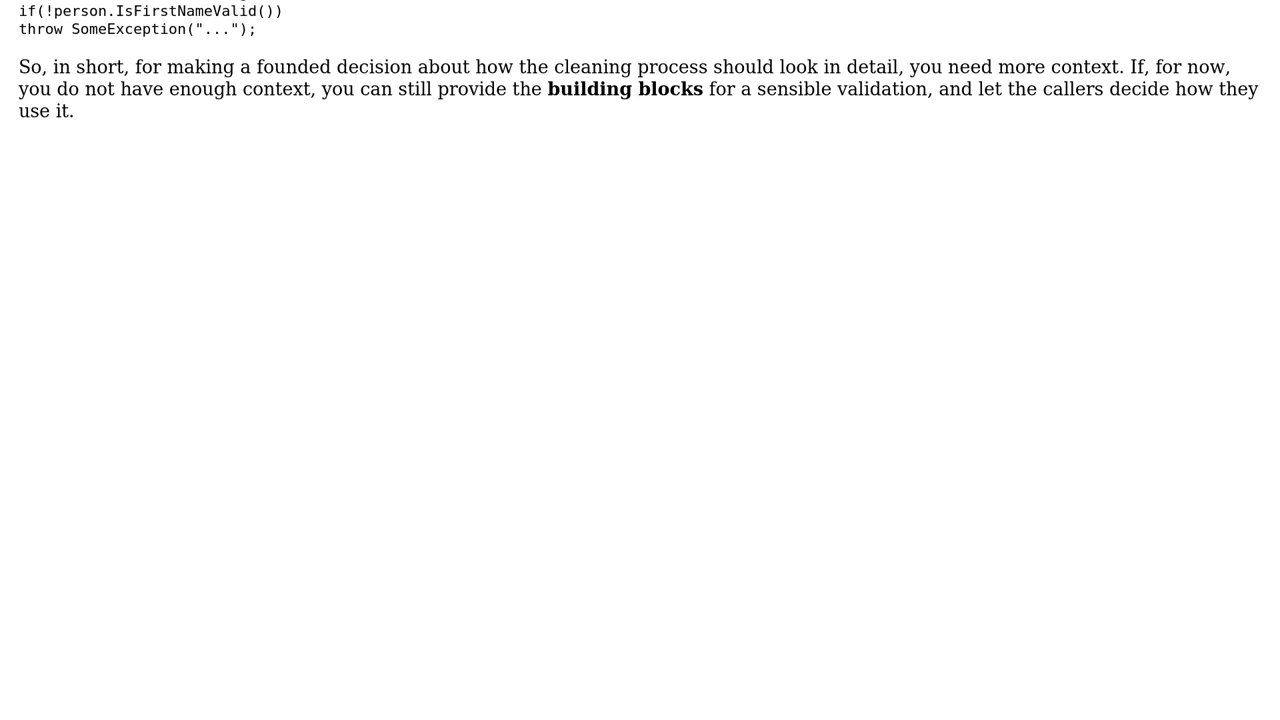 if(!person.IsFirstNameValid())
throw SomeException("...");
So, in short, for making a founded decision about how the cleaning process should look in detail, you need more context. If, for now,
you do not have enough context, you can still provide the building blocks for a sensible validation, and let the callers decide how they
use it.